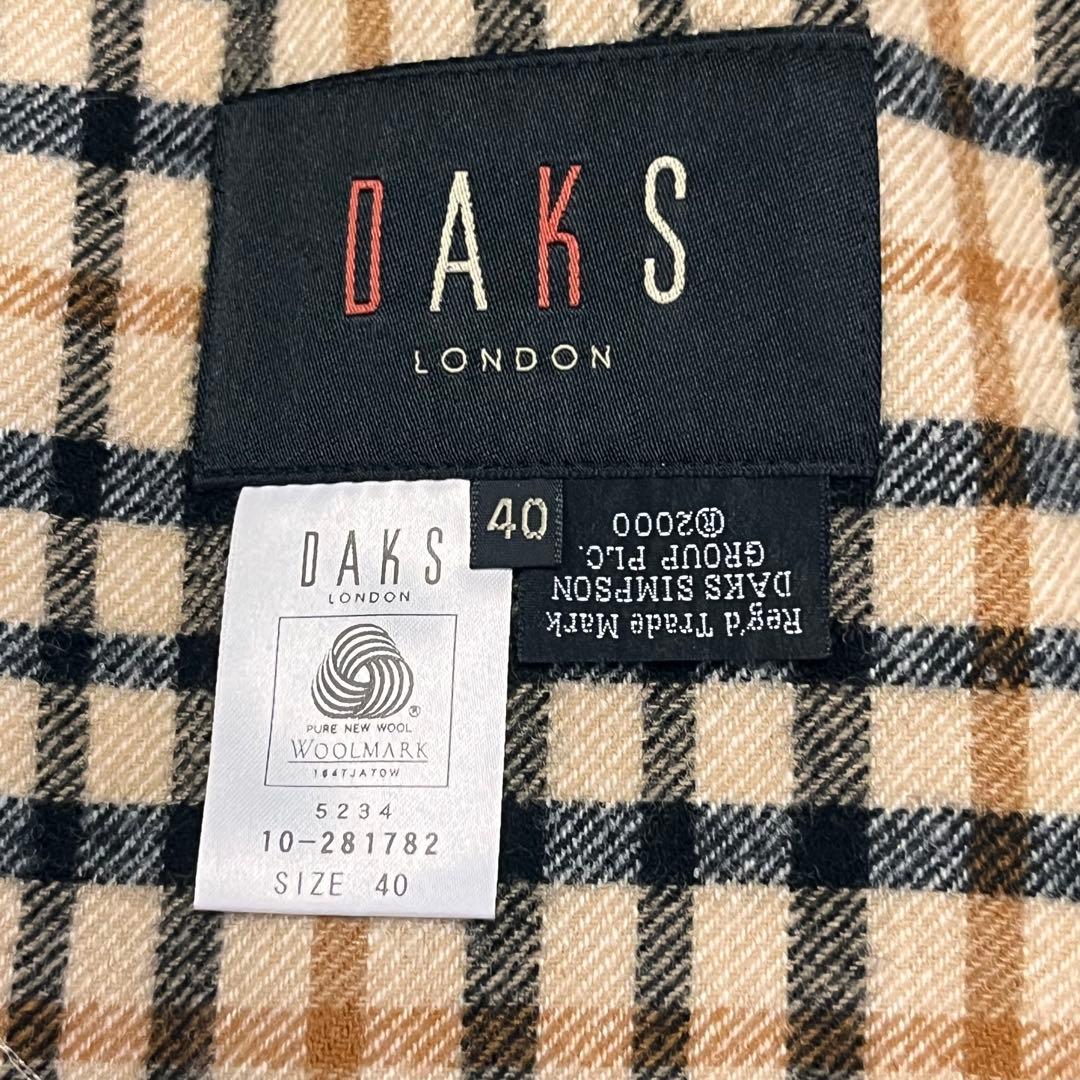 DAKS
LONDON
40
Reg'd Trade Mark
DAKS SIMPSON
GROUP PLC.
®2000
DAKS
LONDON
®
PURE NEW WOOL
WOOLMARK
5234
10-281782
SIZE 40